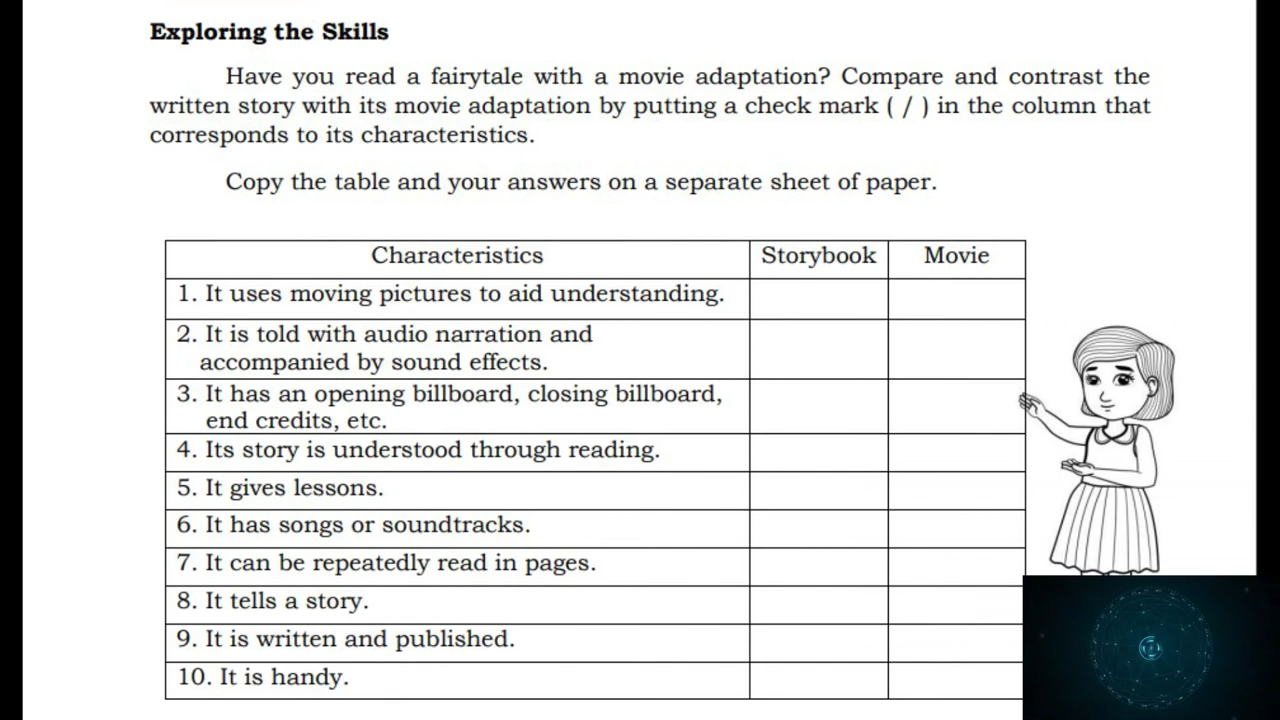 Exploring the Skills
Have you read a fairytale with a movie adaptation? Compare and contrast the
written story with its movie adaptation by putting a check mark ( / ) in the column that
corresponds to its characteristics.
Copy the table and your answers on a separate sheet of paper.
Characteristics Storybook Movie
1. It uses moving pictures to aid understanding.
2. It is told with audio narration and
accompanied by sound effects.
3. It has an opening billboard, closing billboard,
end credits, etc.
4. Its story is understood through reading.
5. It gives lessons.
6. It has songs or soundtracks.
7. It can be repeatedly read in pages.
8. It tells a story.
9. It is written and published.
10. It is handy.